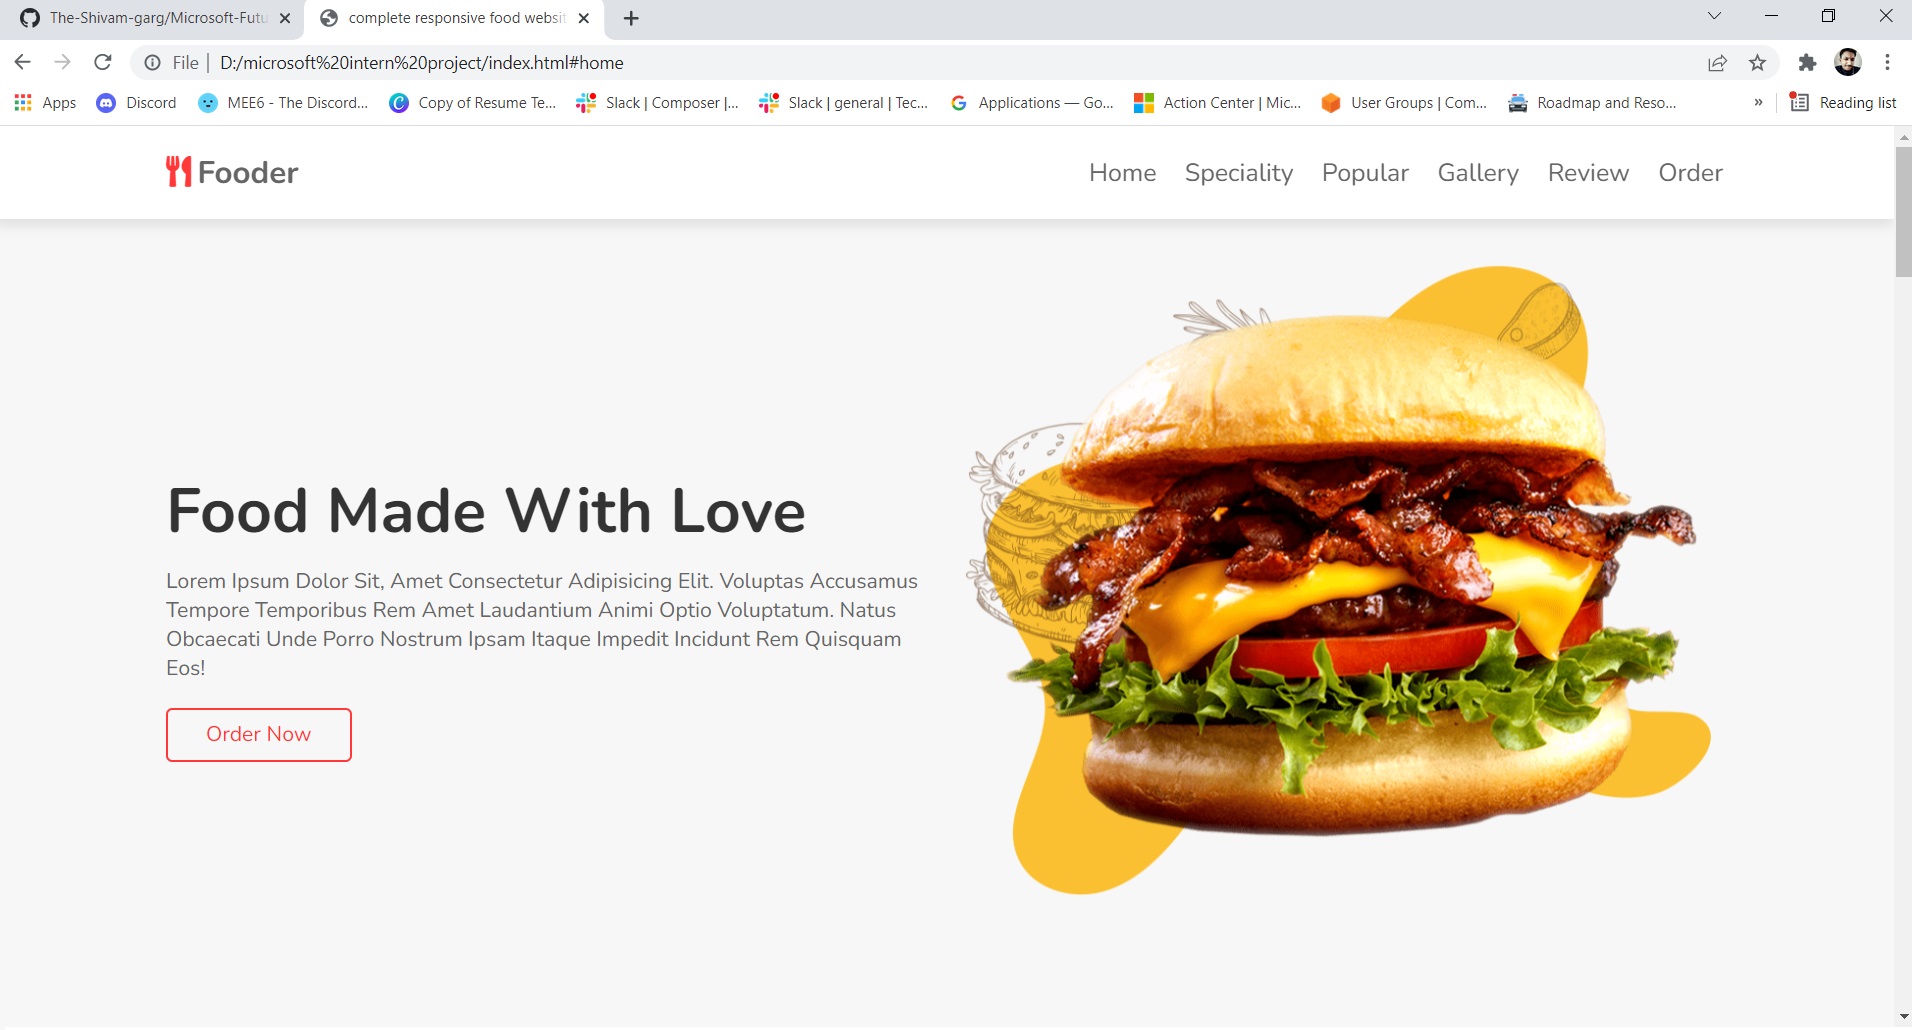 The-Shivam-garg/Microsoft-Futu
complete responsive food websit
File
D:/microsoft%20intern%20project/index.html#home
Apps
Discord
MEE6 - The Discord...
Copy of Resume Te...
Slack | Composer |...
Slack | general | Tec...
Applications — Go...
Action Center | Mic...
User Groups | Com...
Roadmap and Reso...
»
Reading list
Fooder
Home
Speciality
Popular
Gallery
Review
Order
Food Made With Love
Lorem Ipsum Dolor Sit, Amet Consectetur Adipisicing Elit. Voluptas Accusamus
Tempore Temporibus Rem Amet Laudantium Animi Optio Voluptatum. Natus
Obcaecati Unde Porro Nostrum Ipsam Itaque Impedit Incidunt Rem Quisquam
Eos!
Order Now